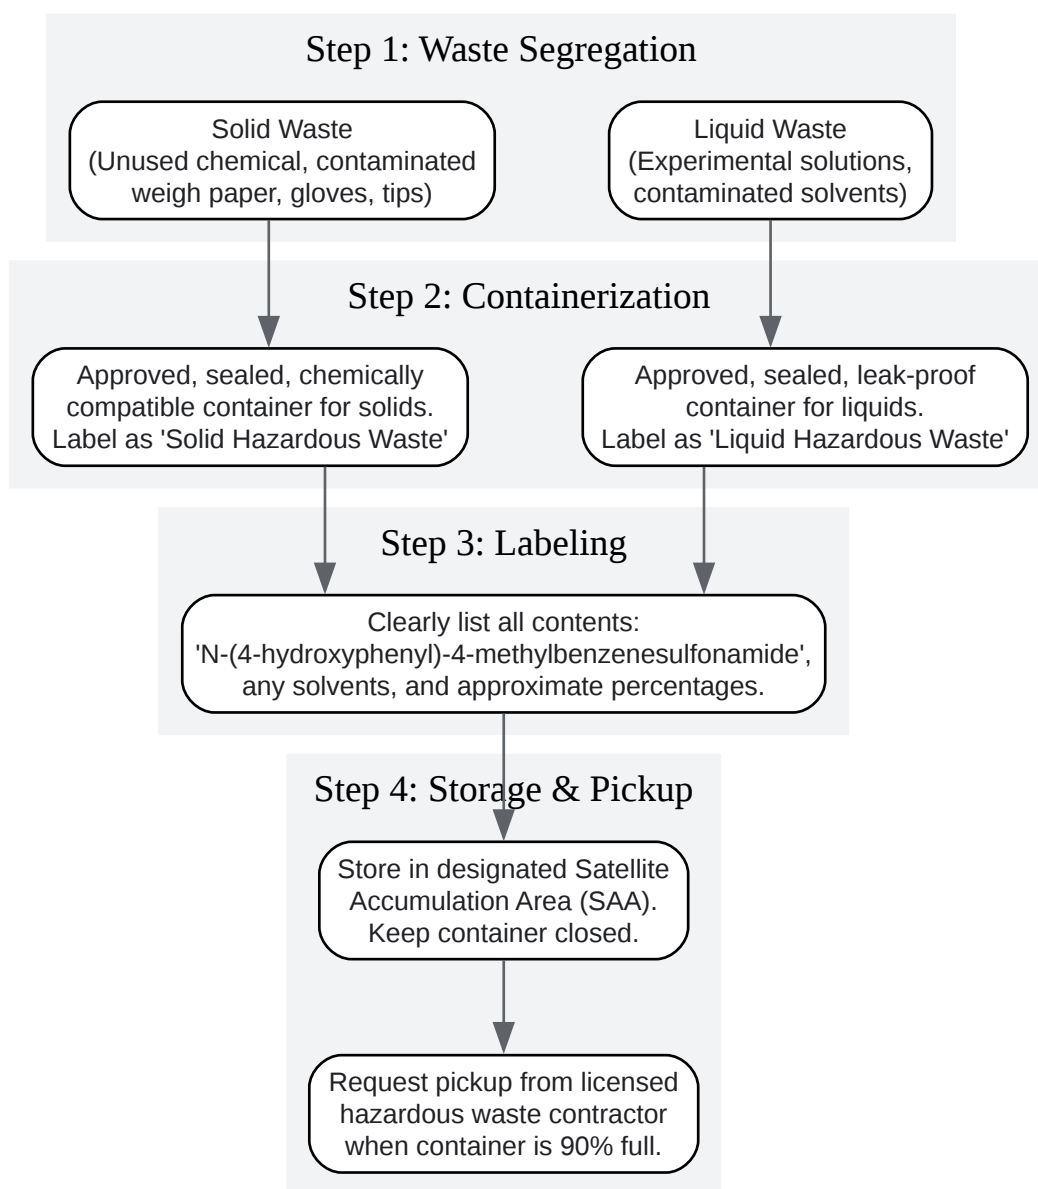 Step 1: Waste Segregation
Solid Waste
(Unused chemical, contaminated
weigh paper, gloves, tips)
Liquid Waste
(Experimental solutions,
contaminated solvents)
Step 2: Containerization
Approved, sealed, chemically
compatible container for solids.
Label as 'Solid Hazardous Waste'
Approved, sealed, leak-proof
container for liquids.
Label as 'Liquid Hazardous Waste'
Step 3: Labeling
Clearly list all contents:
'N-(4-hydroxyphenyl)-4-methylbenzenesulfonamide',
any solvents, and approximate percentages.
Step 4: Storage & Pickup
Store in designated Satellite
Accumulation Area (SAA).
Keep container closed.
Request pickup from licensed
hazardous waste contractor
when container is 90% full.